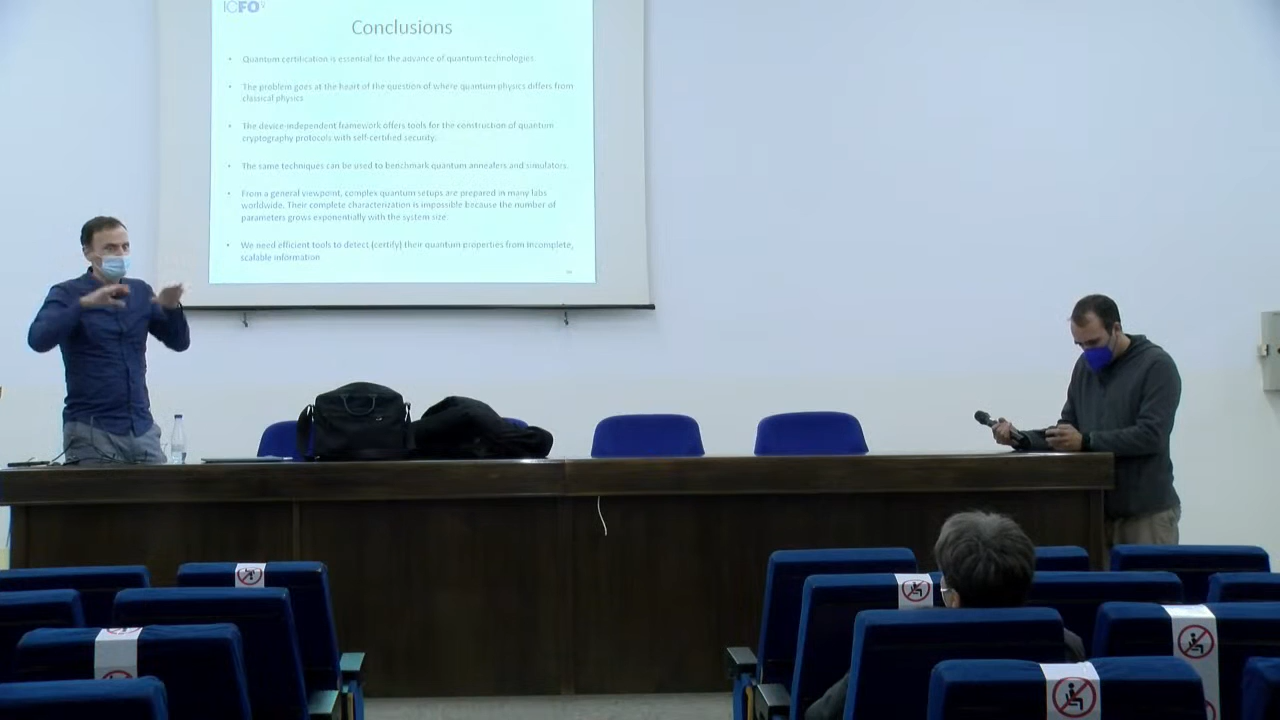 ICFO
Conclusions
• Quantum certification is essential for the advance of quantum technologies.
• The problem goes at the heart of the question of where quantum physics differs from
classical physics
• The device-independent framework offers tools for the construction of quantum
cryptography protocols with self-certified security.
• The same techniques can be used to benchmark quantum annealers and simulators.
• From a general viewpoint, complex quantum setups are prepared in many labs
worldwide. Their complete characterization is impossible because the number of
parameters grows exponentially with the system size.
• We need efficient tools to detect (certify) their quantum properties from incomplete,
scalable information